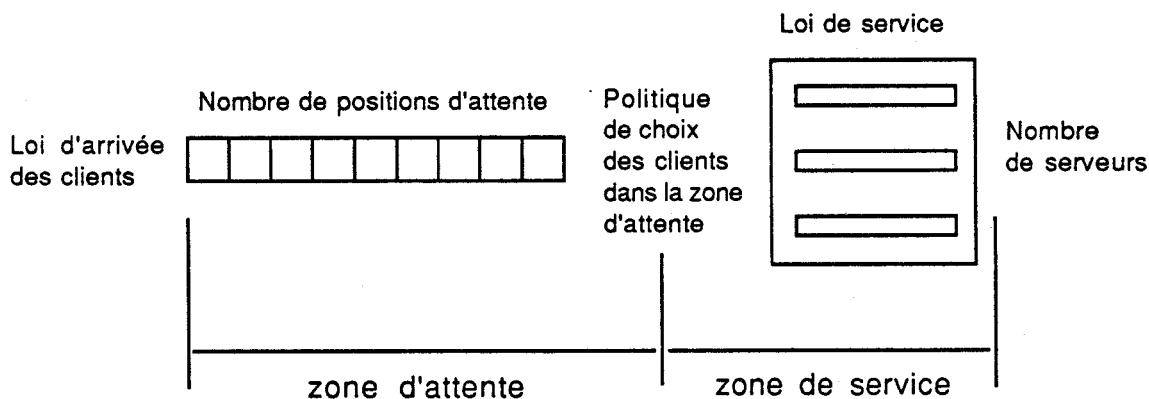 Loi de service
Nombre de positions d'attente
Loi d'arrivée
des clients
Politique
de choix
des clients
dans la zone
d'attente
Nombre
de serveurs
zone d'attente
zone de service